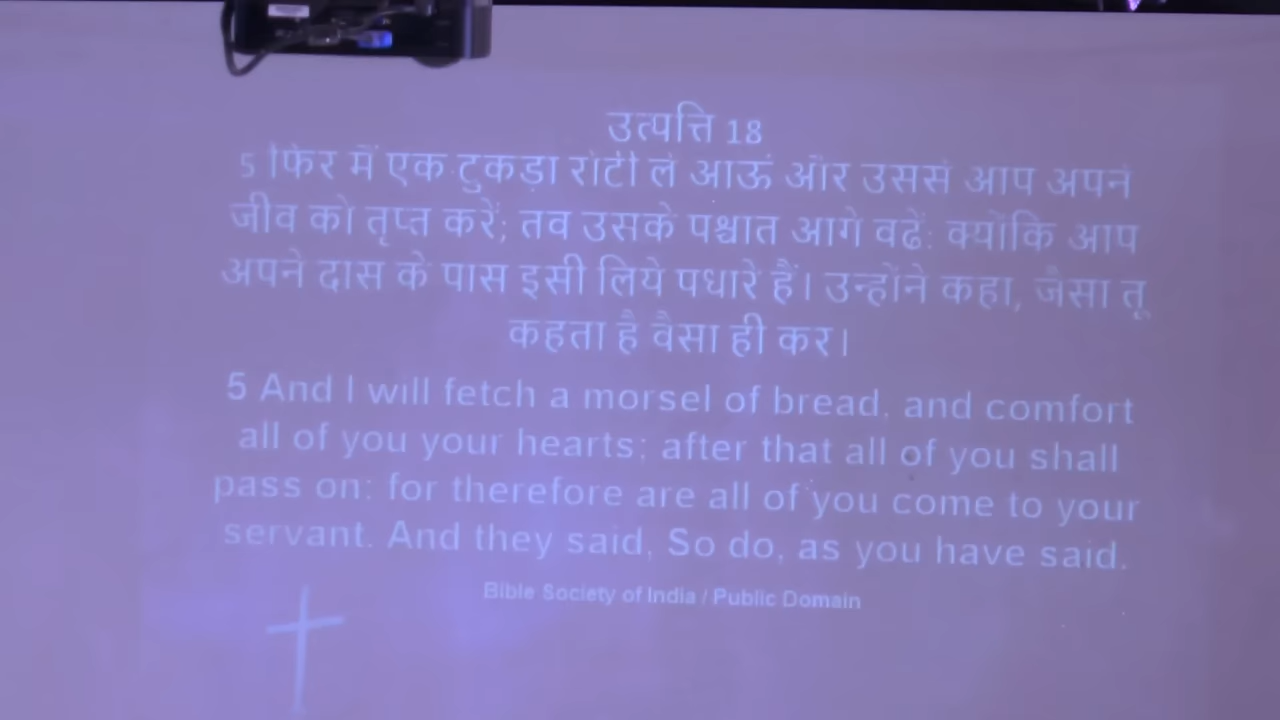 उत्पत्ति 18
5 फिर मैं एक टुकड़ा रोटी ले आऊं और उससे आप अपने
जीव को तृप्त करें; तब उसके पश्चात आगे बढें: क्योंकि आप
अपने दास के पास इसी लिये पधारे हैं। उन्होंने कहा, जैसा तू
कहता है वैसा ही कर।
5 And I will fetch a morsel of bread, and comfort
all of you your hearts; after that all of you shall
pass on: for therefore are all of you come to your
servant. And they said, So do, as you have said.
Bible Society of India / Public Domain